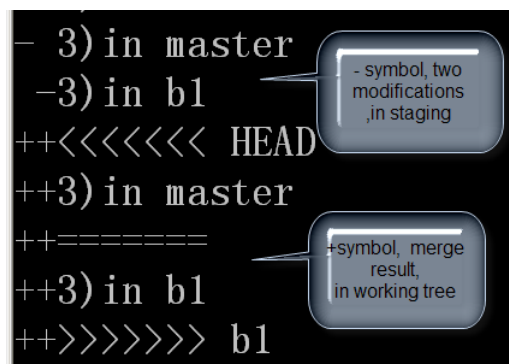 - 3)in master
-3)in b1
++<<<<<<< HEAD
++3)in master
++=======
++3)in b1
++>>>>>>> b1
- symbol, two
modifications
,in staging
+symbol, merge
result,
in working tree